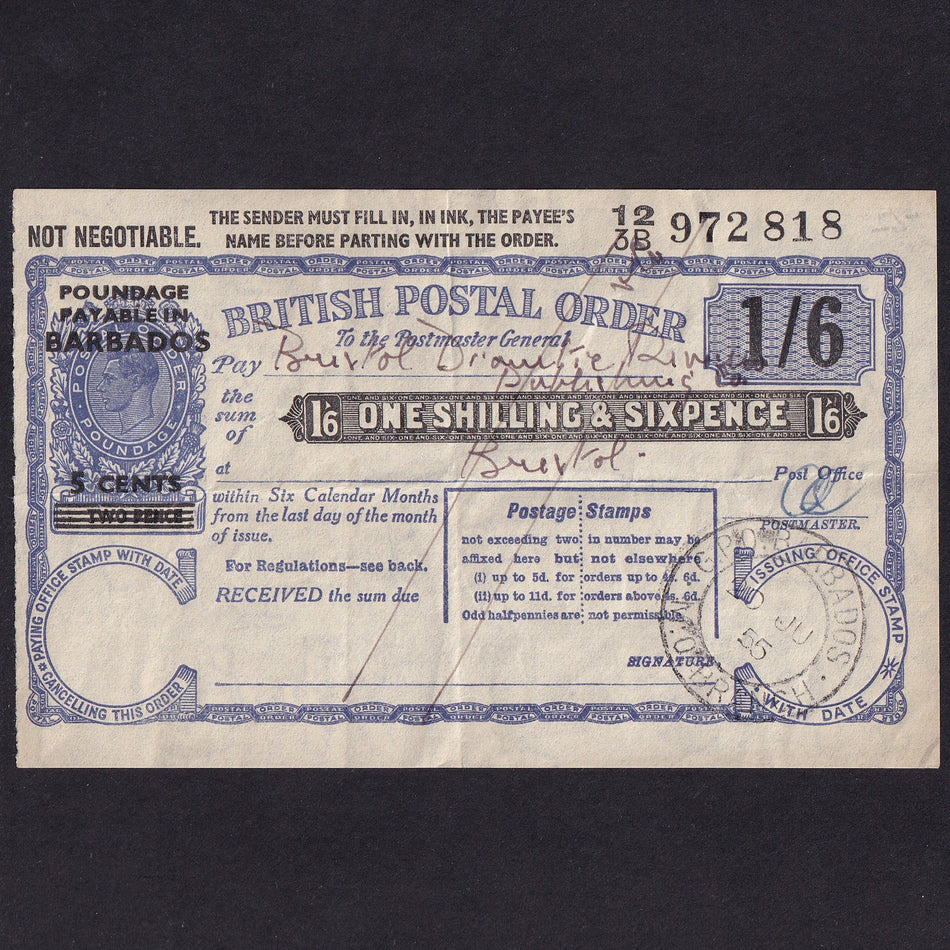 NOT NEGOTIABLE.
THE SENDER MUST FILL IN, IN INK, THE PAYEE'S
NAME BEFORE PARTING WITH THE ORDER.
12
3B
972 818
POUNDAGE
PAYABLE IN
BARBADOS
POSTAL ORDER
POUNDAGE
5 CENTS
TWO PENCE
BRITISH POSTAL ORDER
1/6
To the Postmaster General
Pay Bristol
Bristol.
the
sum
of
1/6 ONE SHILLING & SIXPENCE 1/6
at
Post Office
POSTMASTER.
within Six Calendar Months
from the last day of the month
of issue.
For Regulations—see back.
RECEIVED the sum due
Postage Stamps
not exceeding two in number may be
affixed here but not elsewhere
(i) up to 5d. for orders up to 4s. 6d.
(ii) up to 11d. for orders above 4s. 6d.
Odd halfpennies are not permissible
SIGNATURE
PAYING OFFICE STAMP WITH DATE
CANCELLING THIS ORDER
ISSUING OFFICE STAMP
WITH DATE
G.P.O. BARBADOS
JU
55